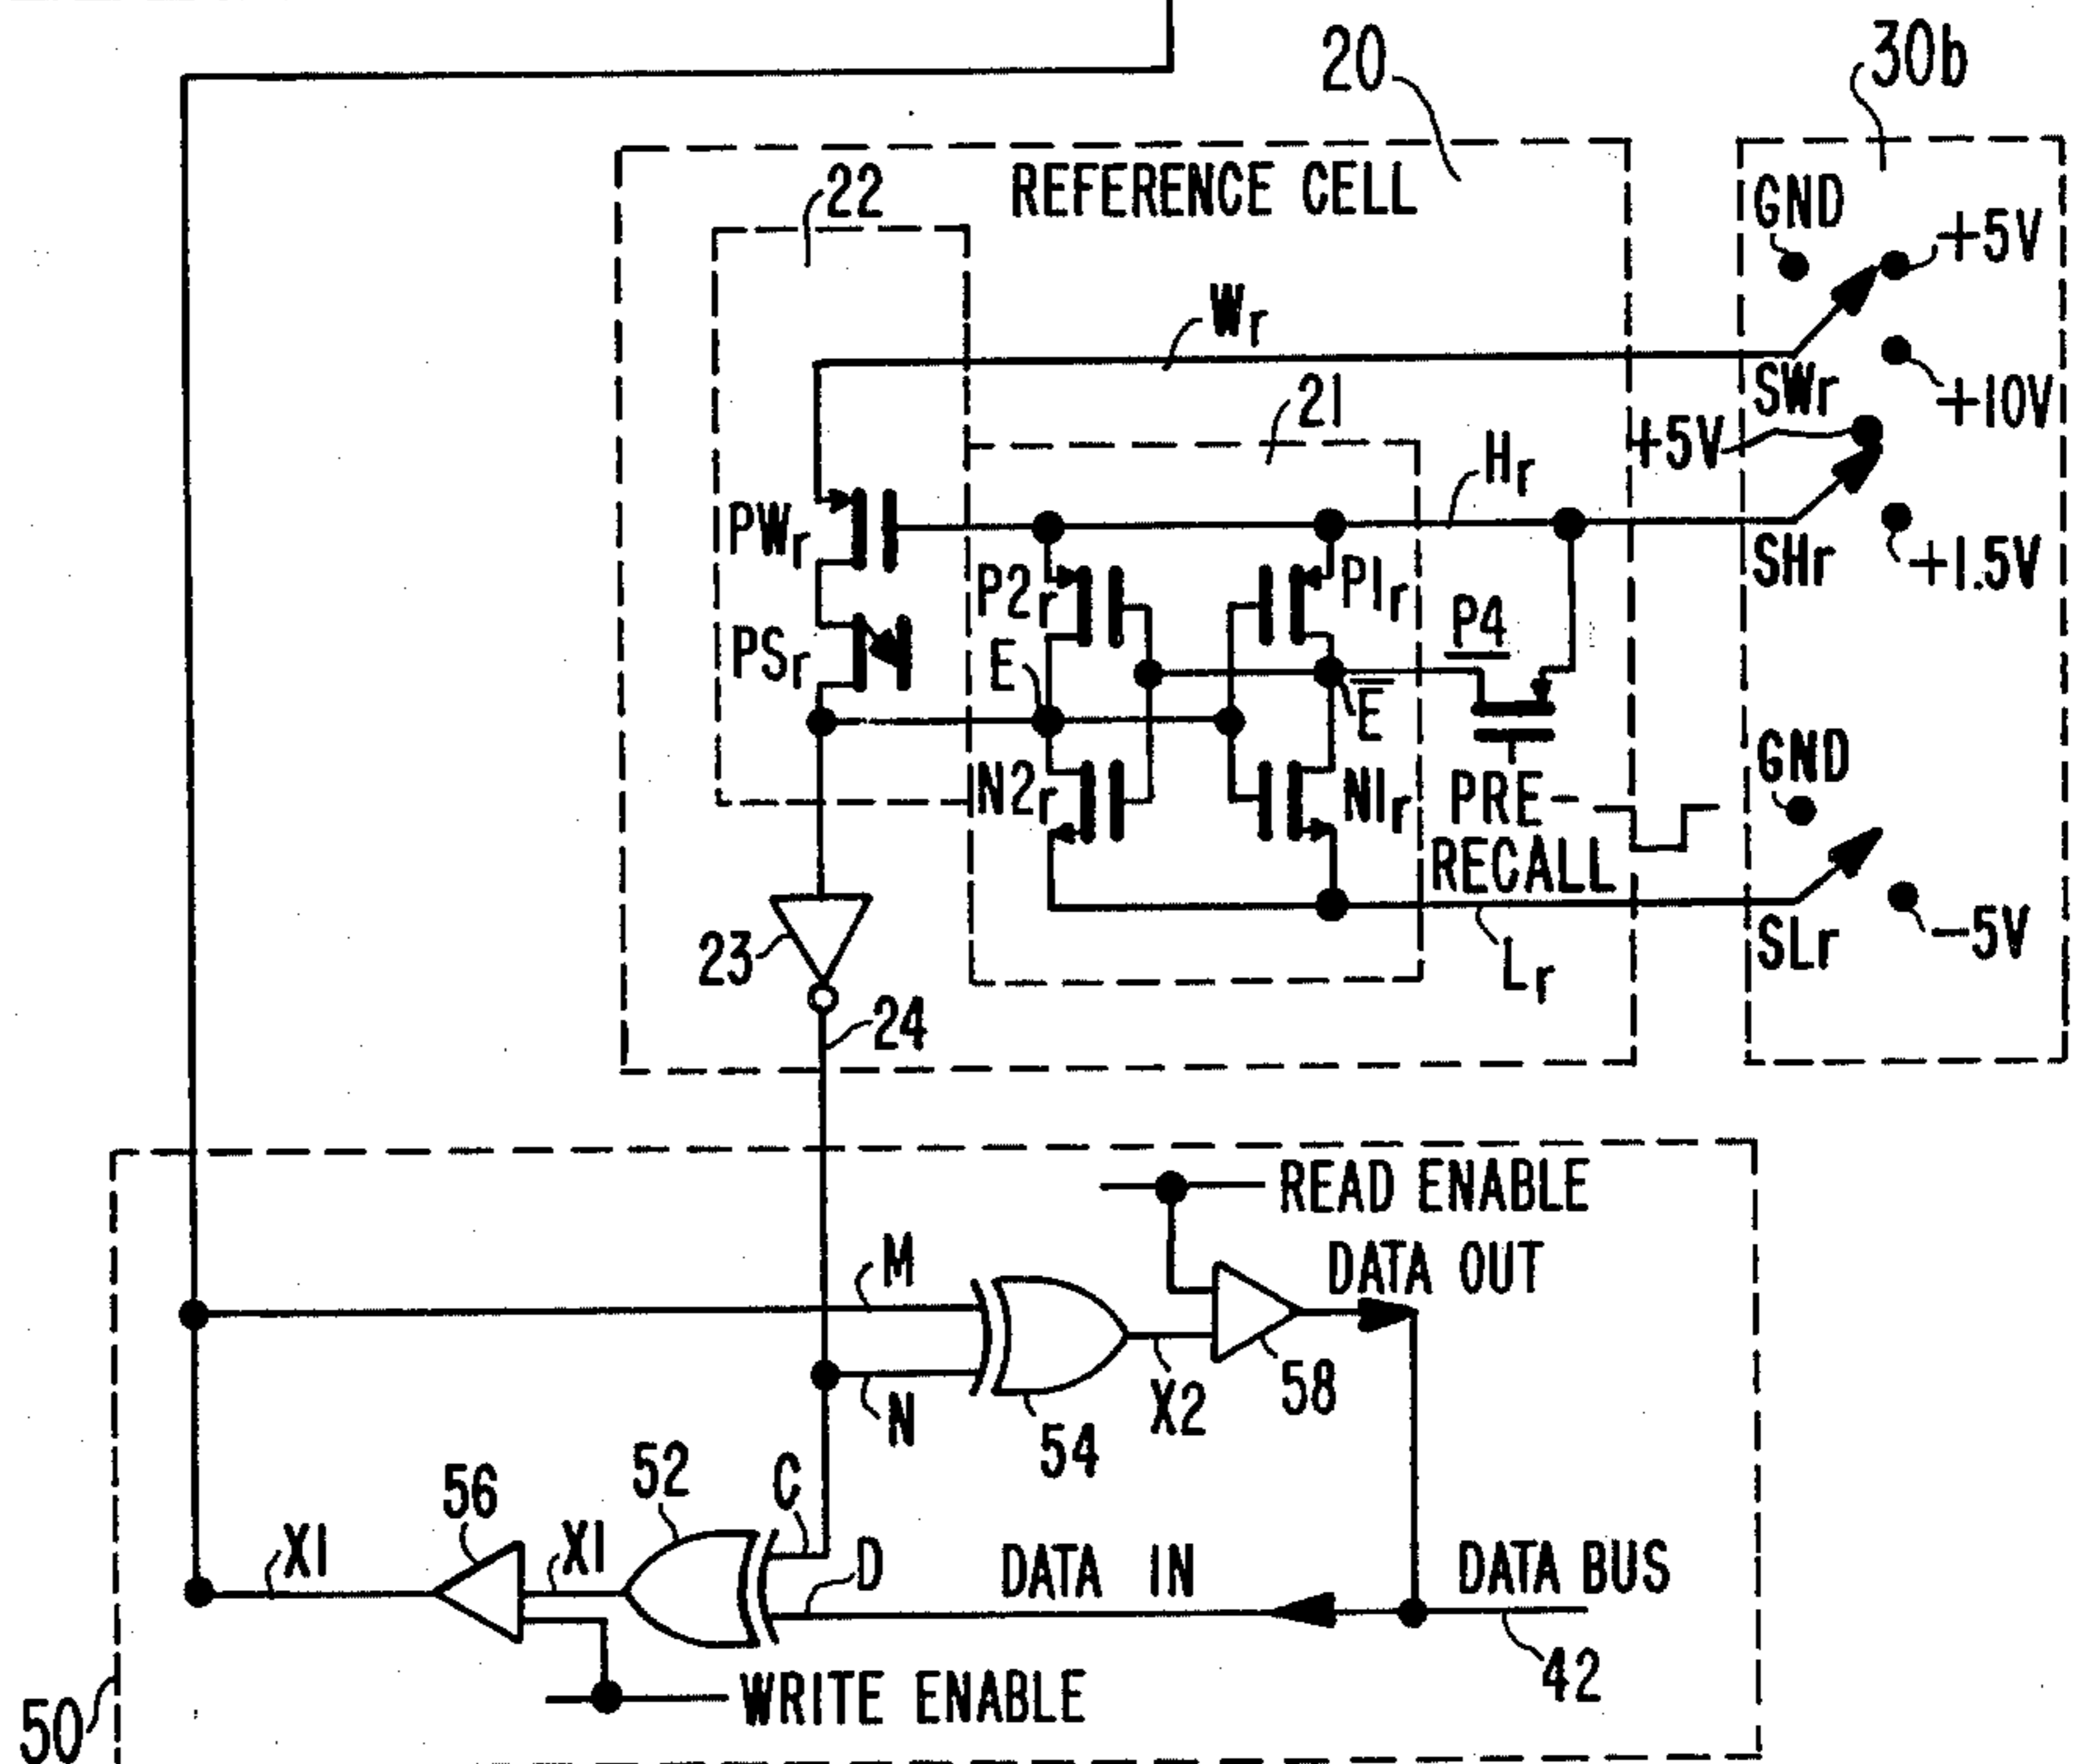 20
30b
REFERENCE CELL
22
GND
+5V
Wr
SWr
+10V
21
+5V
Hr
PWr
P2r
P1r
SHr
+1.5V
P4
PSr
E
E̅
GND
N2r
N1r
PRE-
RECALL
23
Lr
SLr
-5V
24
READ ENABLE
DATA OUT
M
N
54
X2
58
52
C
56
X1
X1
D
DATA IN
DATA BUS
42
WRITE ENABLE
50